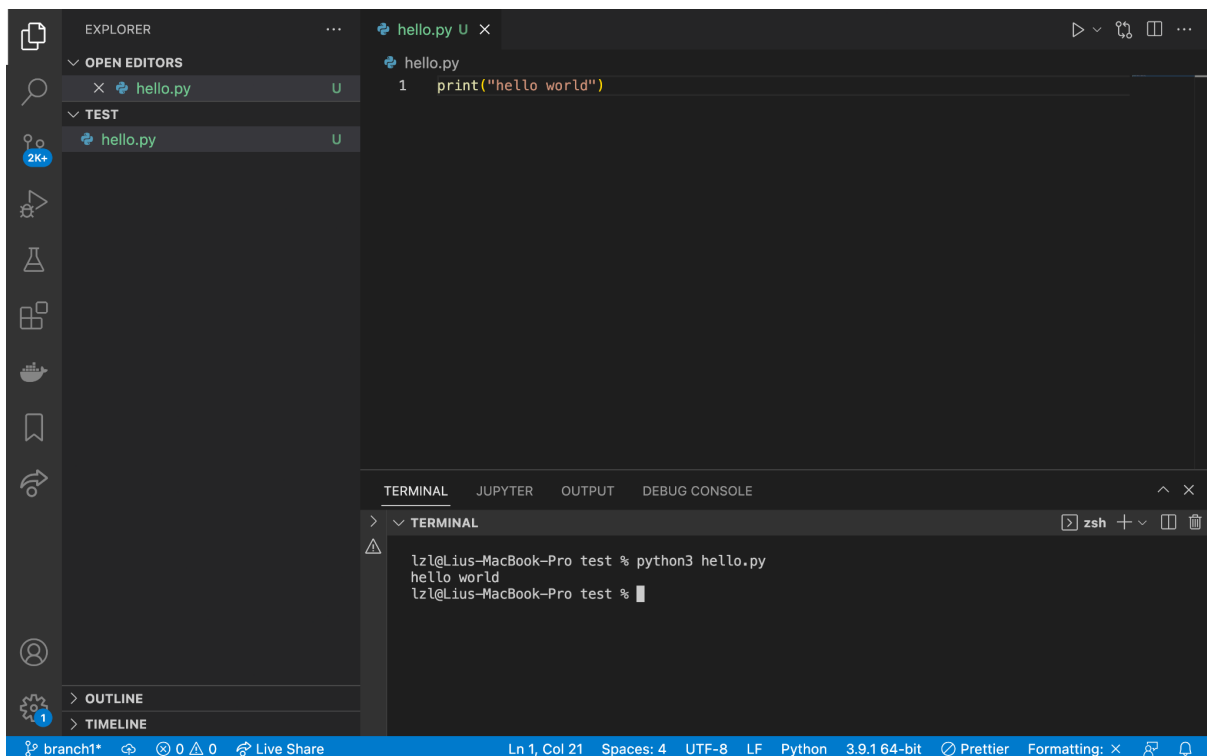 EXPLORER ...
OPEN EDITORS
hello.py U
TEST
hello.py U
2K+
1
OUTLINE
TIMELINE
hello.py U
hello.py
1 print("hello world")
TERMINAL JUPYTER OUTPUT DEBUG CONSOLE
TERMINAL zsh
lzl@Lius-MacBook-Pro test % python3 hello.py
hello world
lzl@Lius-MacBook-Pro test %
branch1* 0 0 Live Share Ln 1, Col 21 Spaces: 4 UTF-8 LF Python 3.9.1 64-bit Prettier Formatting: ×